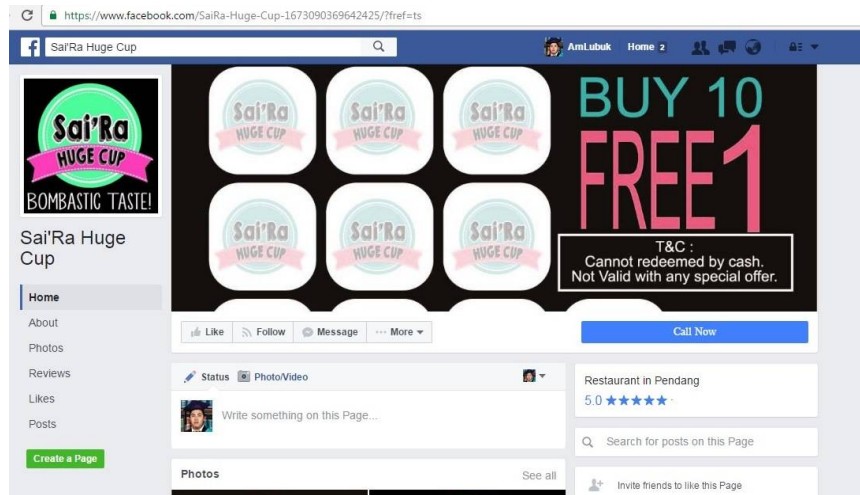 https://www.facebook.com/SaiRa-Huge-Cup-1673090369642425/?fref=ts
Sai'Ra Huge Cup
AmLubuk Home 2
Sai'Ra
HUGE CUP
BOMBASTIC TASTE!
Sai'Ra Huge
Cup
Home
About
Photos
Reviews
Likes
Posts
Create a Page
Sai'Ra
HUGE CUP
Sai'Ra
HUGE CUP
Sai'Ra
HUGE CUP
Sai'Ra
HUGE CUP
Sai'Ra
HUGE CUP
Sai'Ra
HUGE CUP
BUY 10
FREE1
T&C :
Cannot redeemed by cash.
Not Valid with any special offer.
Like Follow Message ··· More
Call Now
Status Photo/Video
Write something on this Page...
Photos See all
Restaurant in Pendang
5.0 ★★★★★
Search for posts on this Page
Invite friends to like this Page